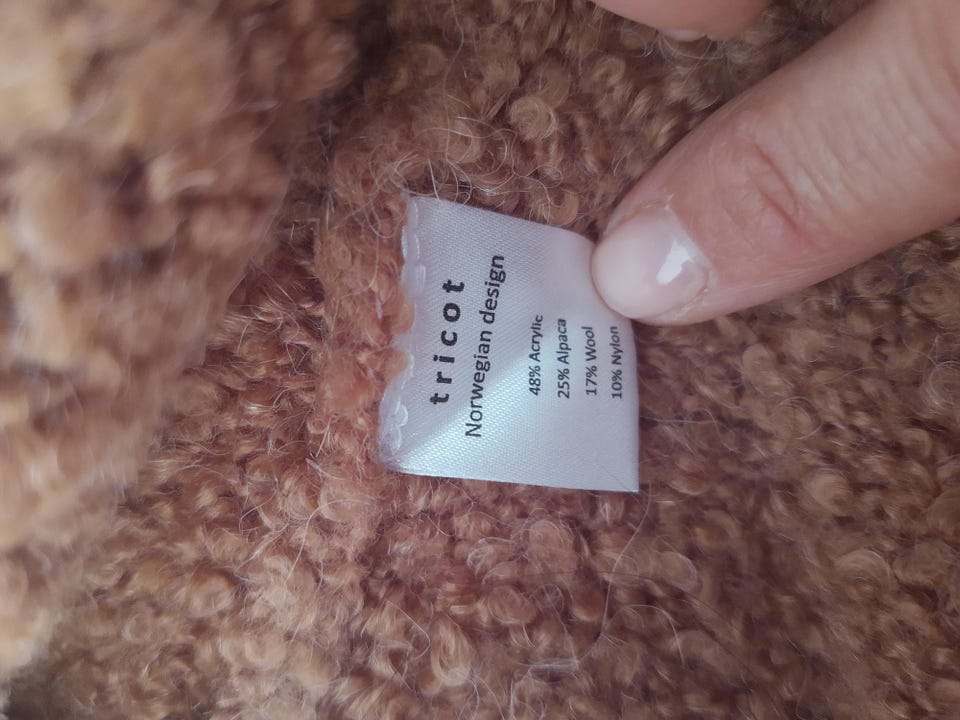 tricot
Norwegian design
48% Acrylic
25% Alpaca
17% Wool
10% Nylon